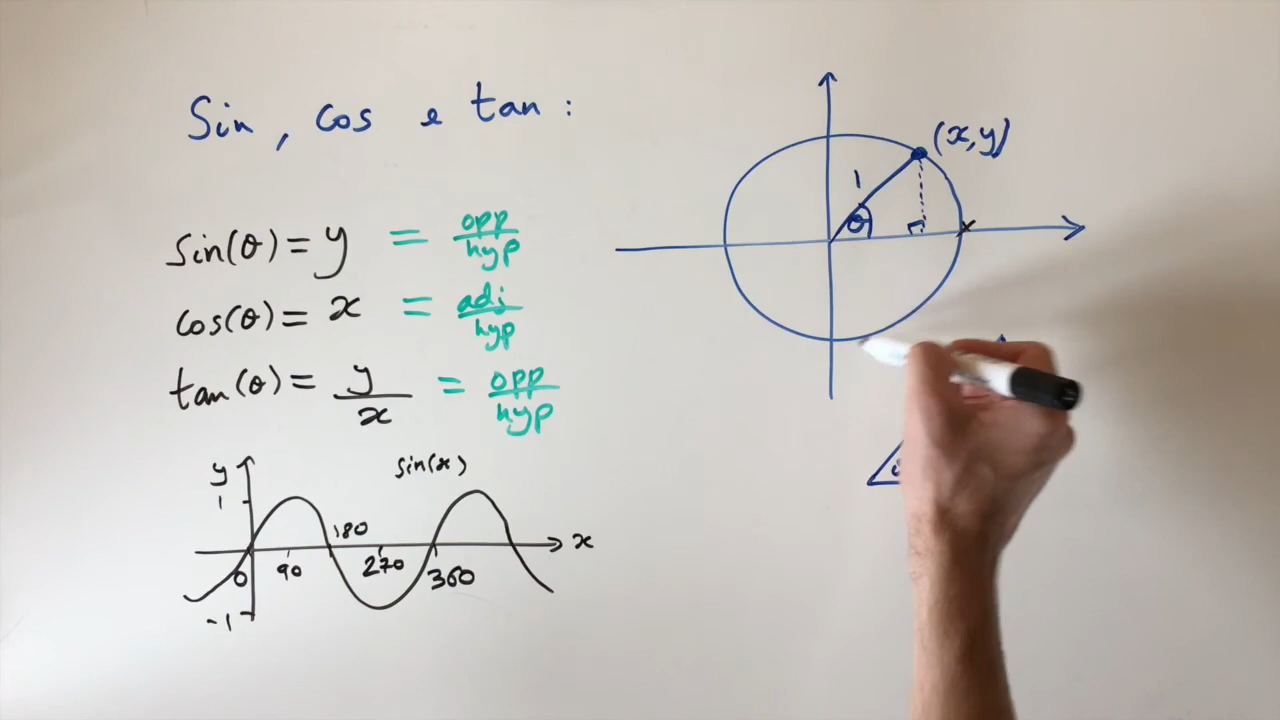 Sin, cos e tan:
sin(θ) = y = opp/hyp
cos(θ) = x = adj/hyp
tan(θ) = y/x = opp/hyp
y
sin(x)
1
180
x
0
90
270
360
-1
(x,y)
1
θ
x